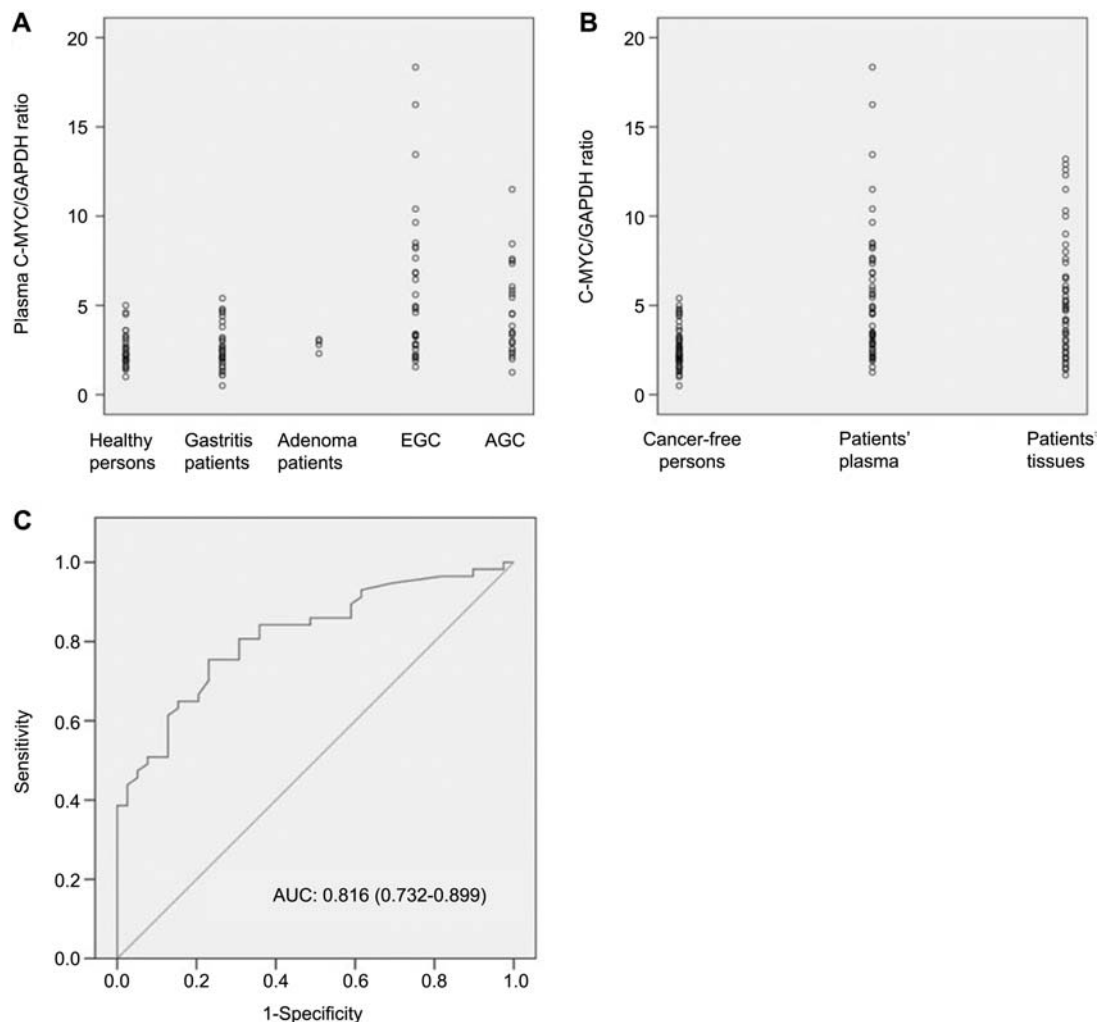 A
Plasma C-MYC/GAPDH ratio
20
15
10
5
0
Healthy persons
Gastritis patients
Adenoma patients
EGC
AGC
B
C-MYC/GAPDH ratio
20
15
10
5
0
Cancer-free persons
Patients' plasma
Patients' tissues
C
Sensitivity
1.0
0.8
0.6
0.4
0.2
0.0
AUC: 0.816 (0.732-0.899)
0.0 0.2 0.4 0.6 0.8 1.0
1-Specificity